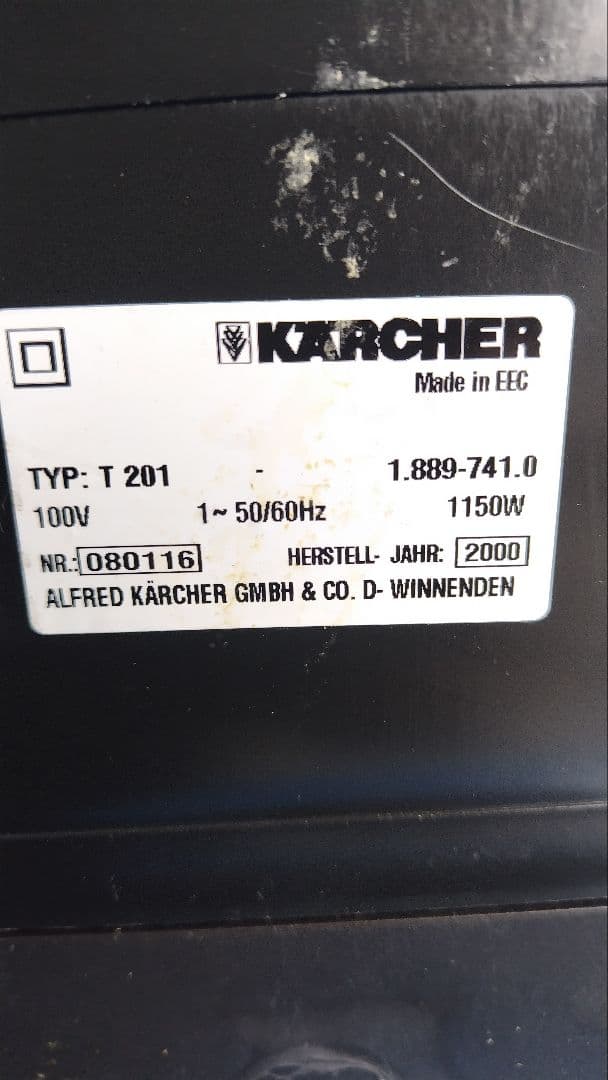 KÄRCHER
Made in EEC
TYP: T 201 - 1.889-741.0
100V 1~ 50/60Hz 1150W
NR.: 080116 HERSTELL- JAHR: 2000
ALFRED KÄRCHER GMBH & CO. D- WINNENDEN